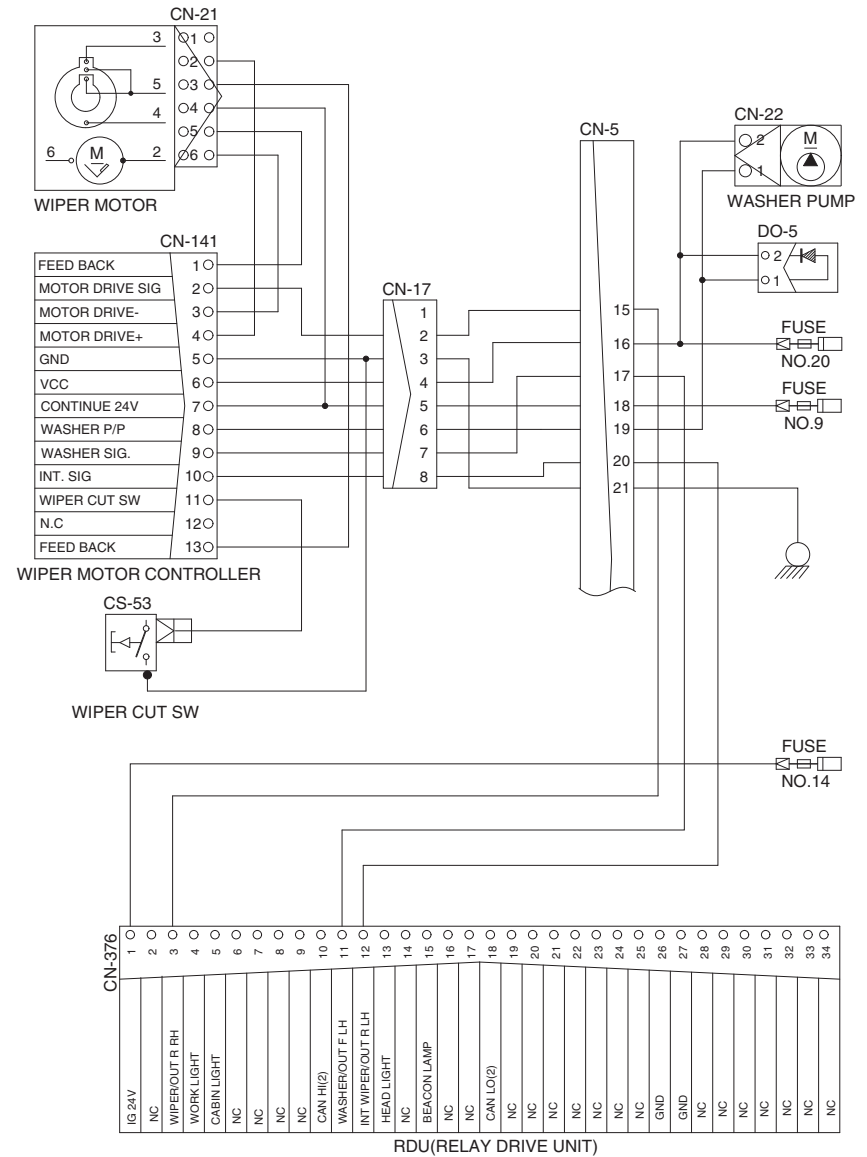 CN-21
3
5
4
6
M
2
1
2
3
4
5
6
WIPER MOTOR
CN-141
FEED BACK 1
MOTOR DRIVE SIG 2
MOTOR DRIVE- 3
MOTOR DRIVE+ 4
GND 5
VCC 6
CONTINUE 24V 7
WASHER P/P 8
WASHER SIG. 9
INT. SIG 10
WIPER CUT SW 11
N.C 12
FEED BACK 13
WIPER MOTOR CONTROLLER
CS-53
WIPER CUT SW
CN-17
1
2
3
4
5
6
7
8
CN-5
15
16
17
18
19
20
21
CN-22
2
1
M
WASHER PUMP
DO-5
2
1
FUSE
NO.20
FUSE
NO.9
FUSE
NO.14
CN-376
1 IG 24V
2 NC
3 WIPER/OUT R RH
4 WORK LIGHT
5 CABIN LIGHT
6 NC
7 NC
8 NC
9 NC
10 CAN HI(2)
11 WASHER/OUT F LH
12 INT WIPER/OUT R LH
13 HEAD LIGHT
14 NC
15 BEACON LAMP
16 NC
17 NC
18 CAN LO(2)
19 NC
20 NC
21 NC
22 NC
23 NC
24 NC
25 NC
26 GND
27 GND
28 NC
29 NC
30 NC
31 NC
32 NC
33 NC
34 NC
RDU(RELAY DRIVE UNIT)